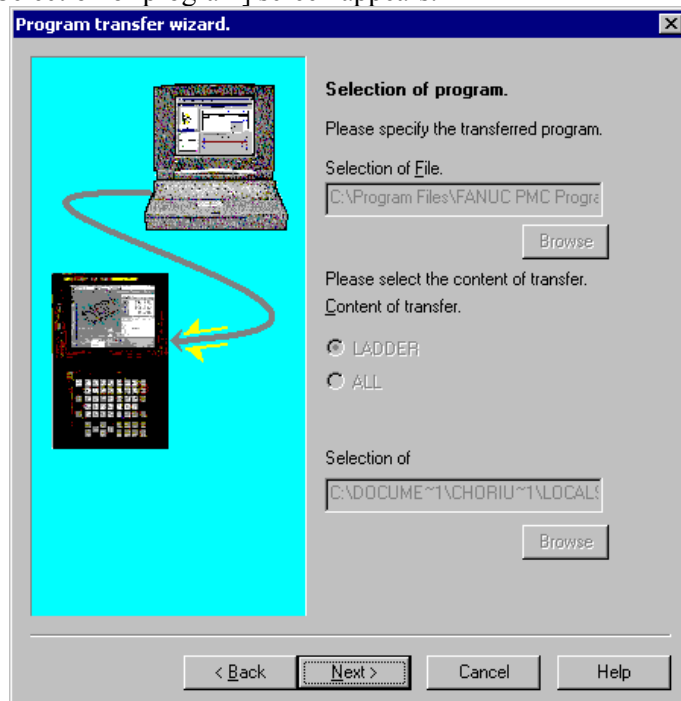 Program transfer wizard.
Selection of program.
Please specify the transferred program.
Selection of File.
C:\Program Files\FANUC PMC Progra
Browse
Please select the content of transfer.
Content of transfer.
LADDER
ALL
Selection of
C:\DOCUME~1\CHORIU~1\LOCALS
Browse
< Back
Next >
Cancel
Help